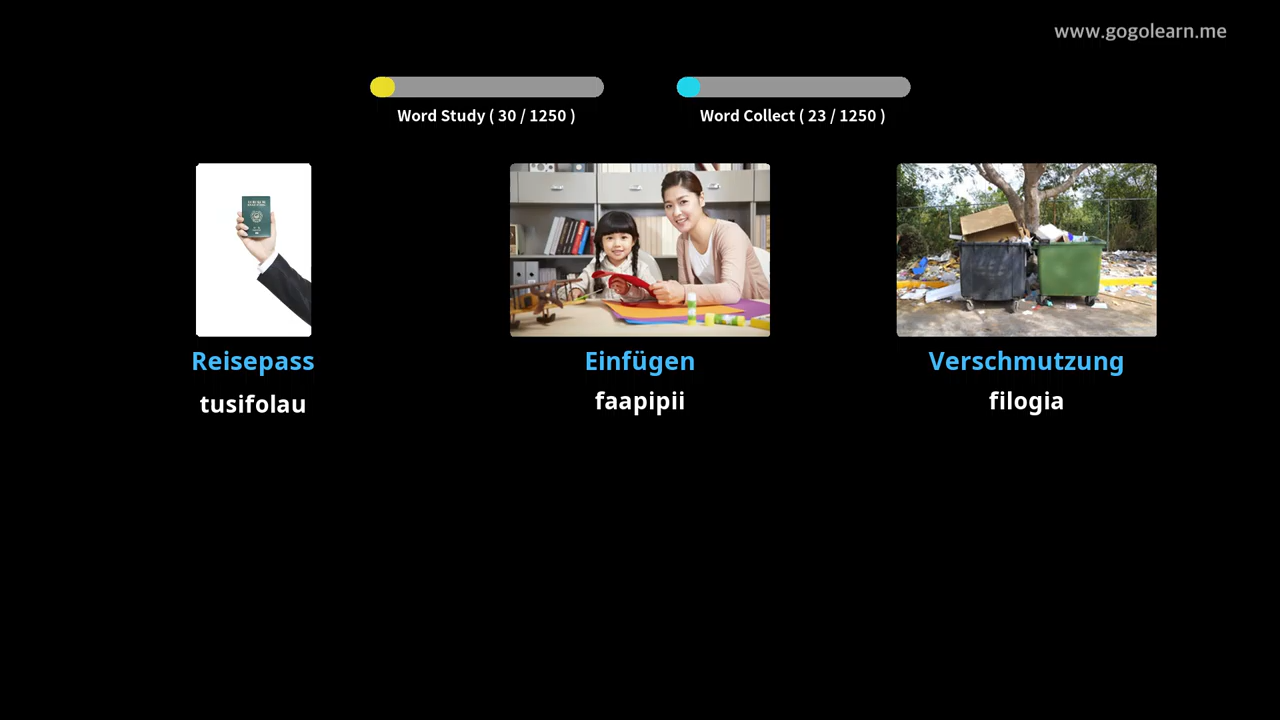 www.gogolearn.me
Word Study ( 30 / 1250 )
Word Collect ( 23 / 1250 )
Reisepass
Einfügen
Verschmutzung
tusifolau
faapipii
filogia